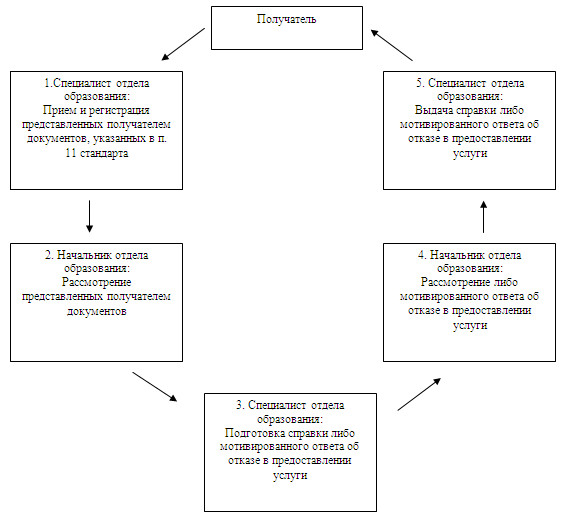 Получатель
1.Специалист отдела
образования:
Прием и регистрация
представленных получателем
документов, указанных в п.
11 стандарта
2. Начальник отдела
образования:
Рассмотрение
представленных получателем
документов
3. Специалист отдела
образования:
Подготовка справки либо
мотивированного ответа об
отказе в предоставлении
услуги
4. Начальник отдела
образования:
Рассмотрение либо
мотивированного ответа об
отказе в предоставлении
услуги
5. Специалист отдела
образования:
Выдача справки либо
мотивированного ответа об
отказе в предоставлении
услуги